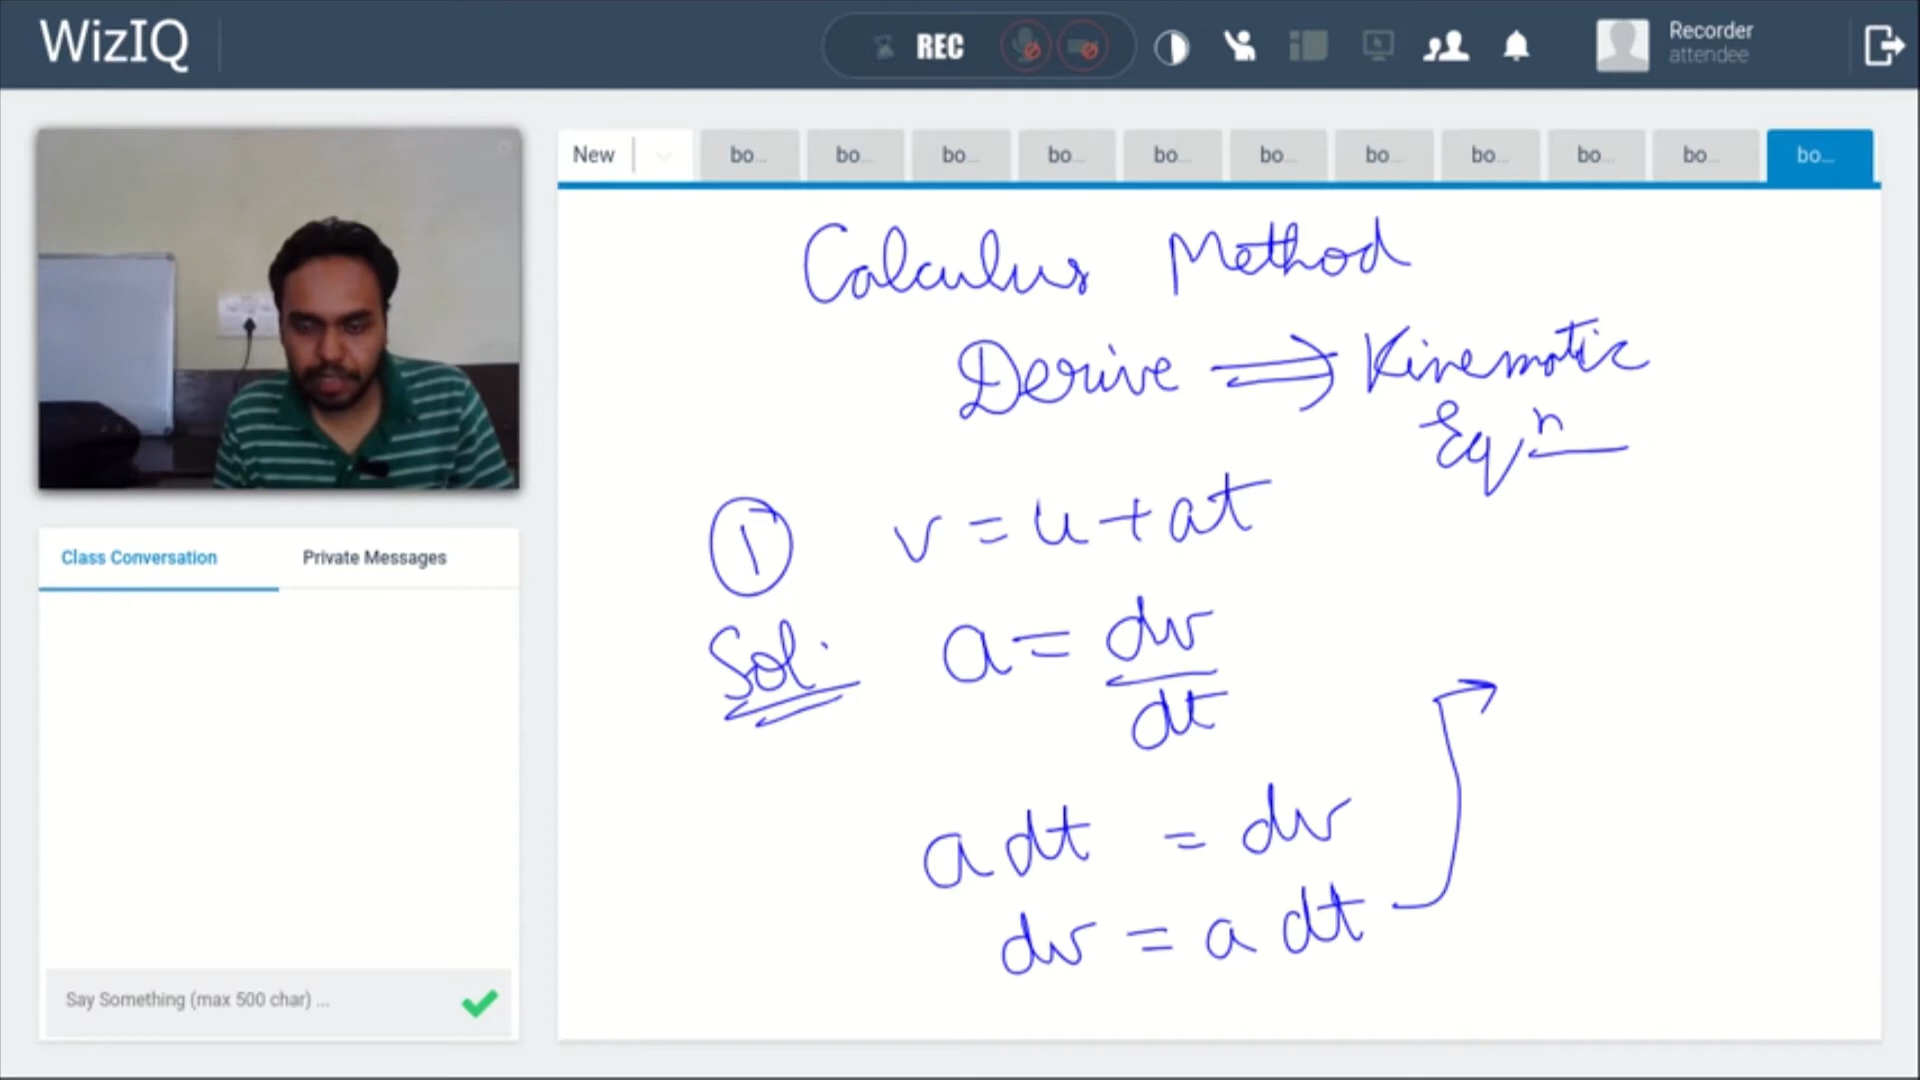 WizIQ
REC
Recorder
attendee
New
bo...
bo...
bo...
bo...
bo...
bo...
bo...
bo...
bo...
bo...
bo...
Calculus Method
Derive ⇒ Kinematic
Eqⁿ
① v = u + at
Sol. a = dv
dt
a dt = dv
dv = a dt
Class Conversation Private Messages
Say Something (max 500 char) ...